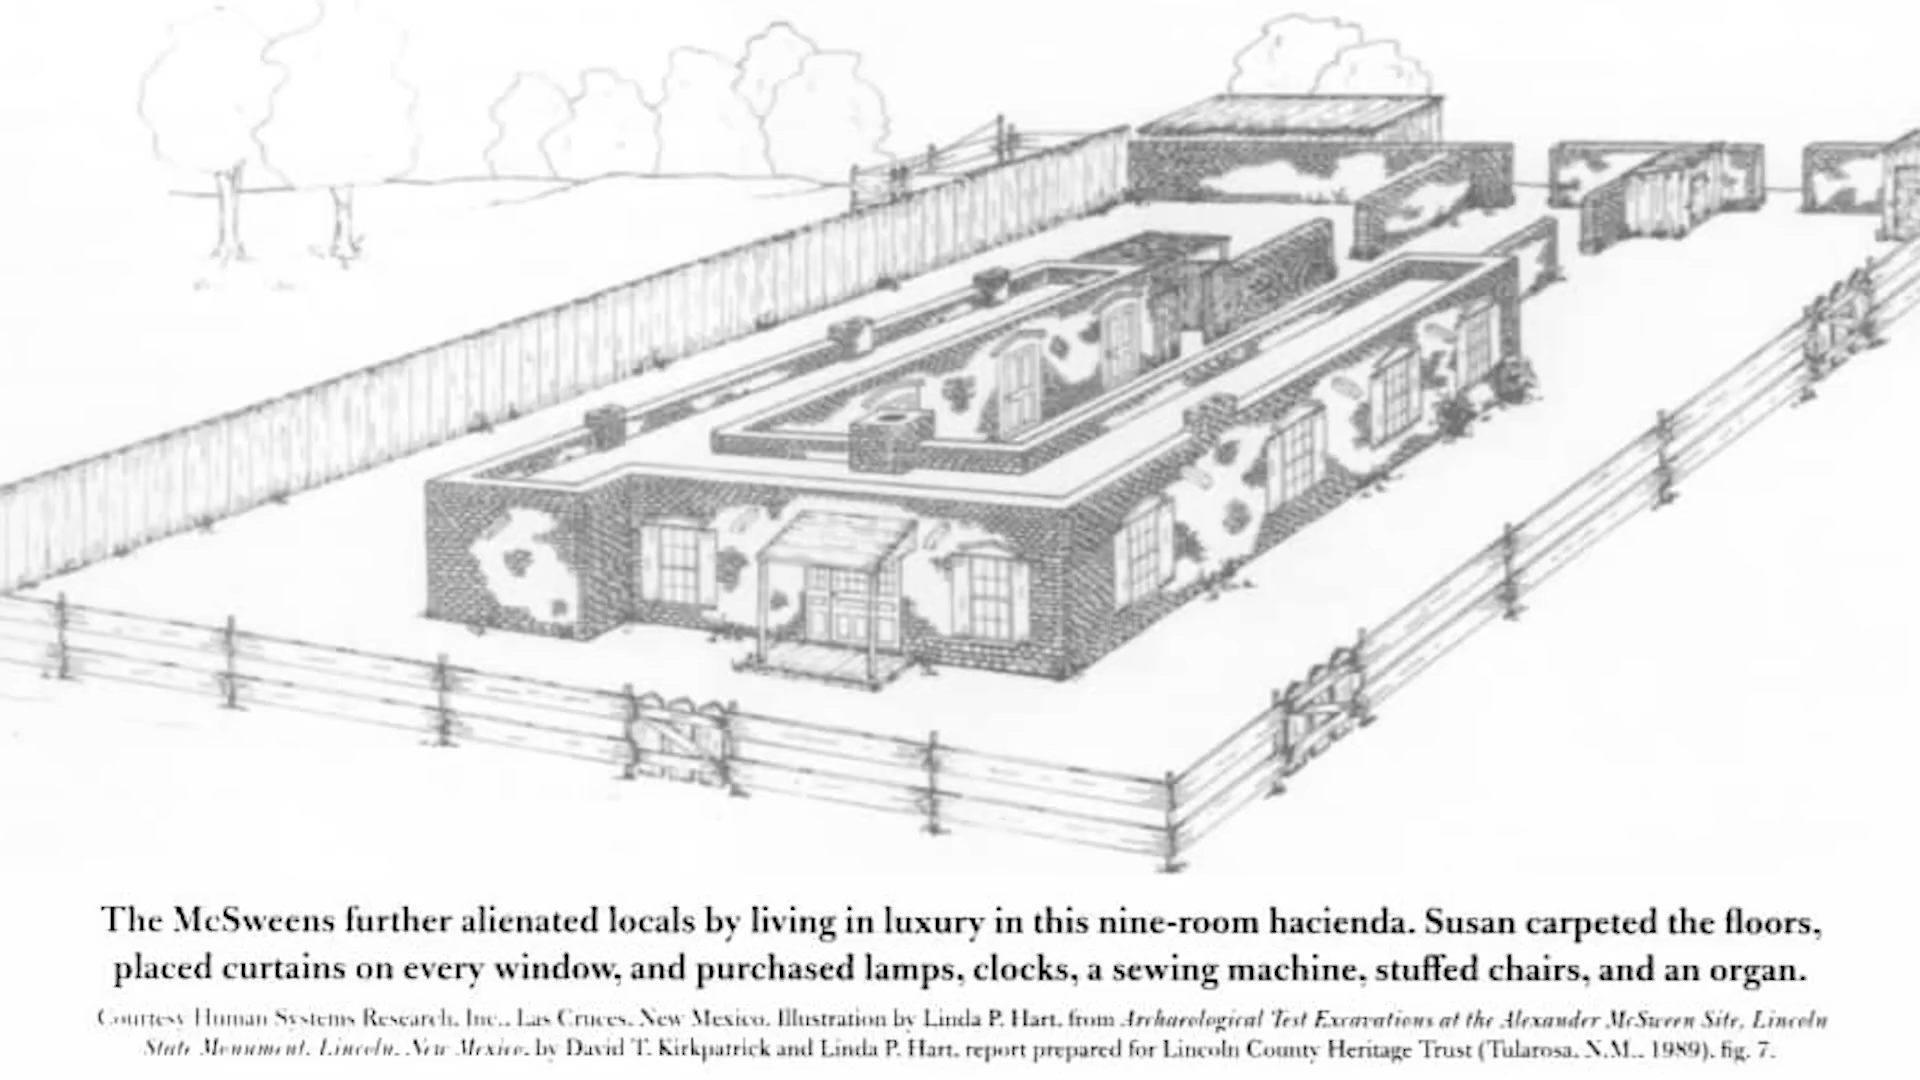 The McSweens further alienated locals by living in luxury in this nine-room hacienda. Susan carpeted the floors,
placed curtains on every window, and purchased lamps, clocks, a sewing machine, stuffed chairs, and an organ.
Courtesy Human Systems Research, Inc., Las Cruces, New Mexico. Illustration by Linda P. Hart, from Archaeological Test Excavations at the Alexander McSween Site, Lincoln
State Monument, Lincoln, New Mexico, by David T. Kirkpatrick and Linda P. Hart, report prepared for Lincoln County Heritage Trust (Tularosa, N.M., 1989), fig. 7.